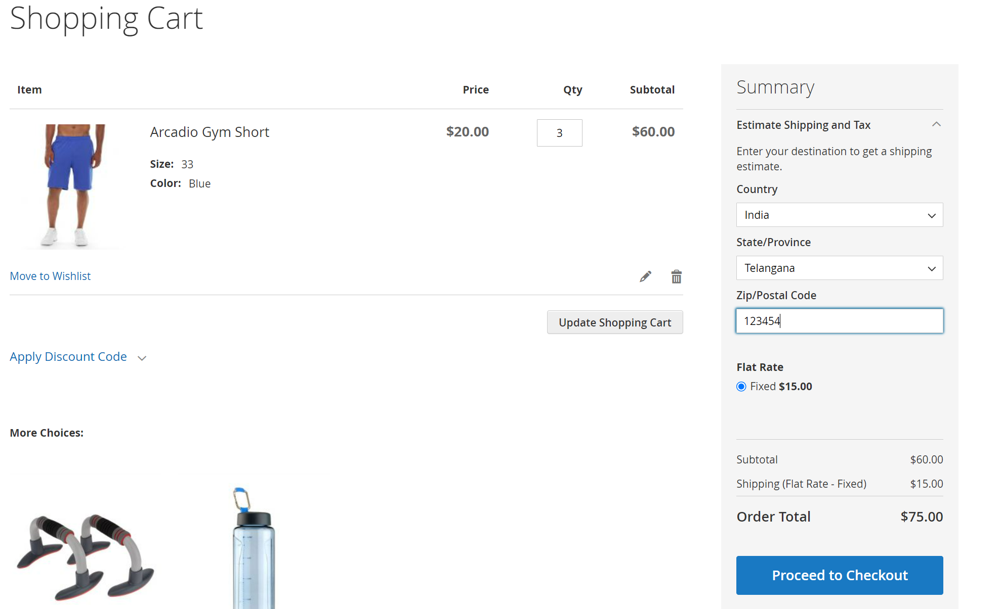 Shopping Cart
Item Price Qty Subtotal
Arcadio Gym Short $20.00 3 $60.00
Size: 33
Color: Blue
Move to Wishlist
Update Shopping Cart
Apply Discount Code
More Choices:
Summary
Estimate Shipping and Tax
Enter your destination to get a shipping
estimate.
Country
India
State/Province
Telangana
Zip/Postal Code
123454
Flat Rate
Fixed $15.00
Subtotal $60.00
Shipping (Flat Rate - Fixed) $15.00
Order Total $75.00
Proceed to Checkout